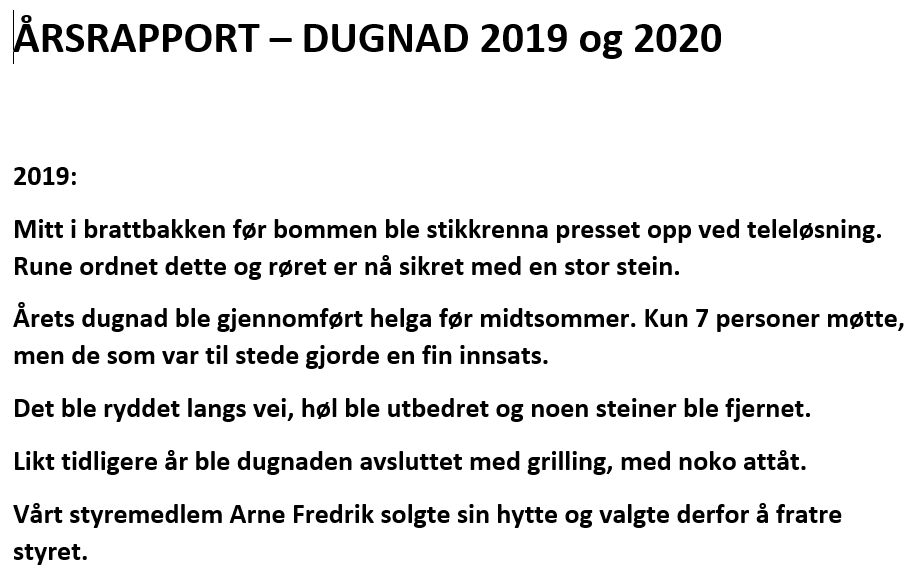 ÅRSRAPPORT – DUGNAD 2019 og 2020
2019:
Mitt i brattbakken før bommen ble stikkrenna presset opp ved teleløsning.
Rune ordnet dette og røret er nå sikret med en stor stein.
Årets dugnad ble gjennomført helga før midtsommer. Kun 7 personer møtte,
men de som var til stede gjorde en fin innsats.
Det ble ryddet langs vei, høl ble utbedret og noen steiner ble fjernet.
Likt tidligere år ble dugnaden avsluttet med grilling, med noko attåt.
Vårt styremedlem Arne Fredrik solgte sin hytte og valgte derfor å fratre
styret.